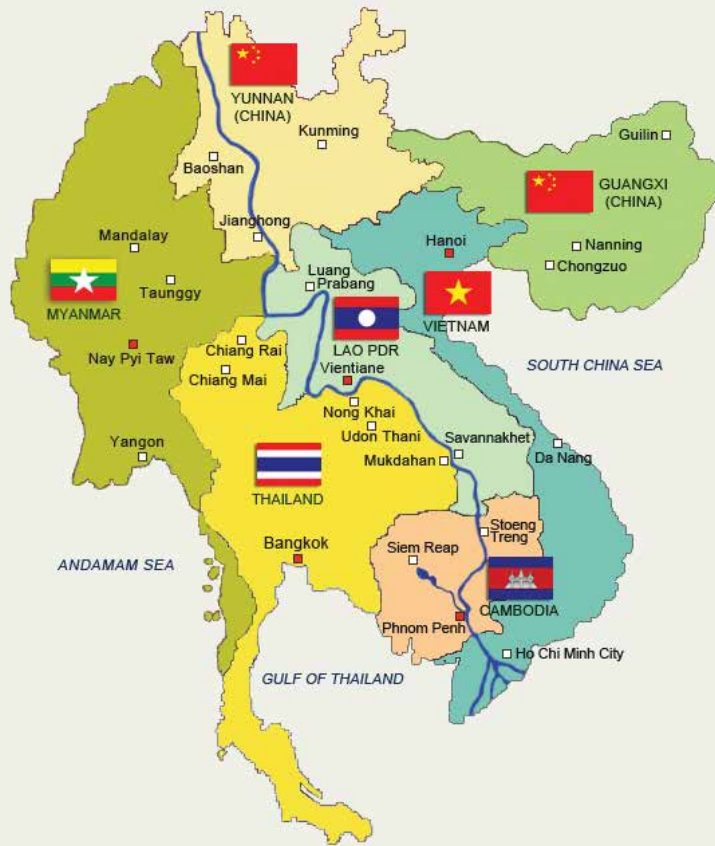 YUNNAN
(CHINA)
Kunming
Guilin
Baoshan
GUANGXI
(CHINA)
Jianghong
Mandalay
Hanoi
Nanning
Chongzuo
Luang
Prabang
Taunggy
MYANMAR
VIETNAM
Nay Pyi Taw
Chiang Rai
LAO PDR
Vientiane
SOUTH CHINA SEA
Chiang Mai
Nong Khai
Udon Thani
Yangon
Savannakhet
Mukdahan
Da Nang
THAILAND
Stoeng
Treng
Bangkok
Siem Reap
ANDAMAM SEA
CAMBODIA
Phnom Penh
Ho Chi Minh City
GULF OF THAILAND